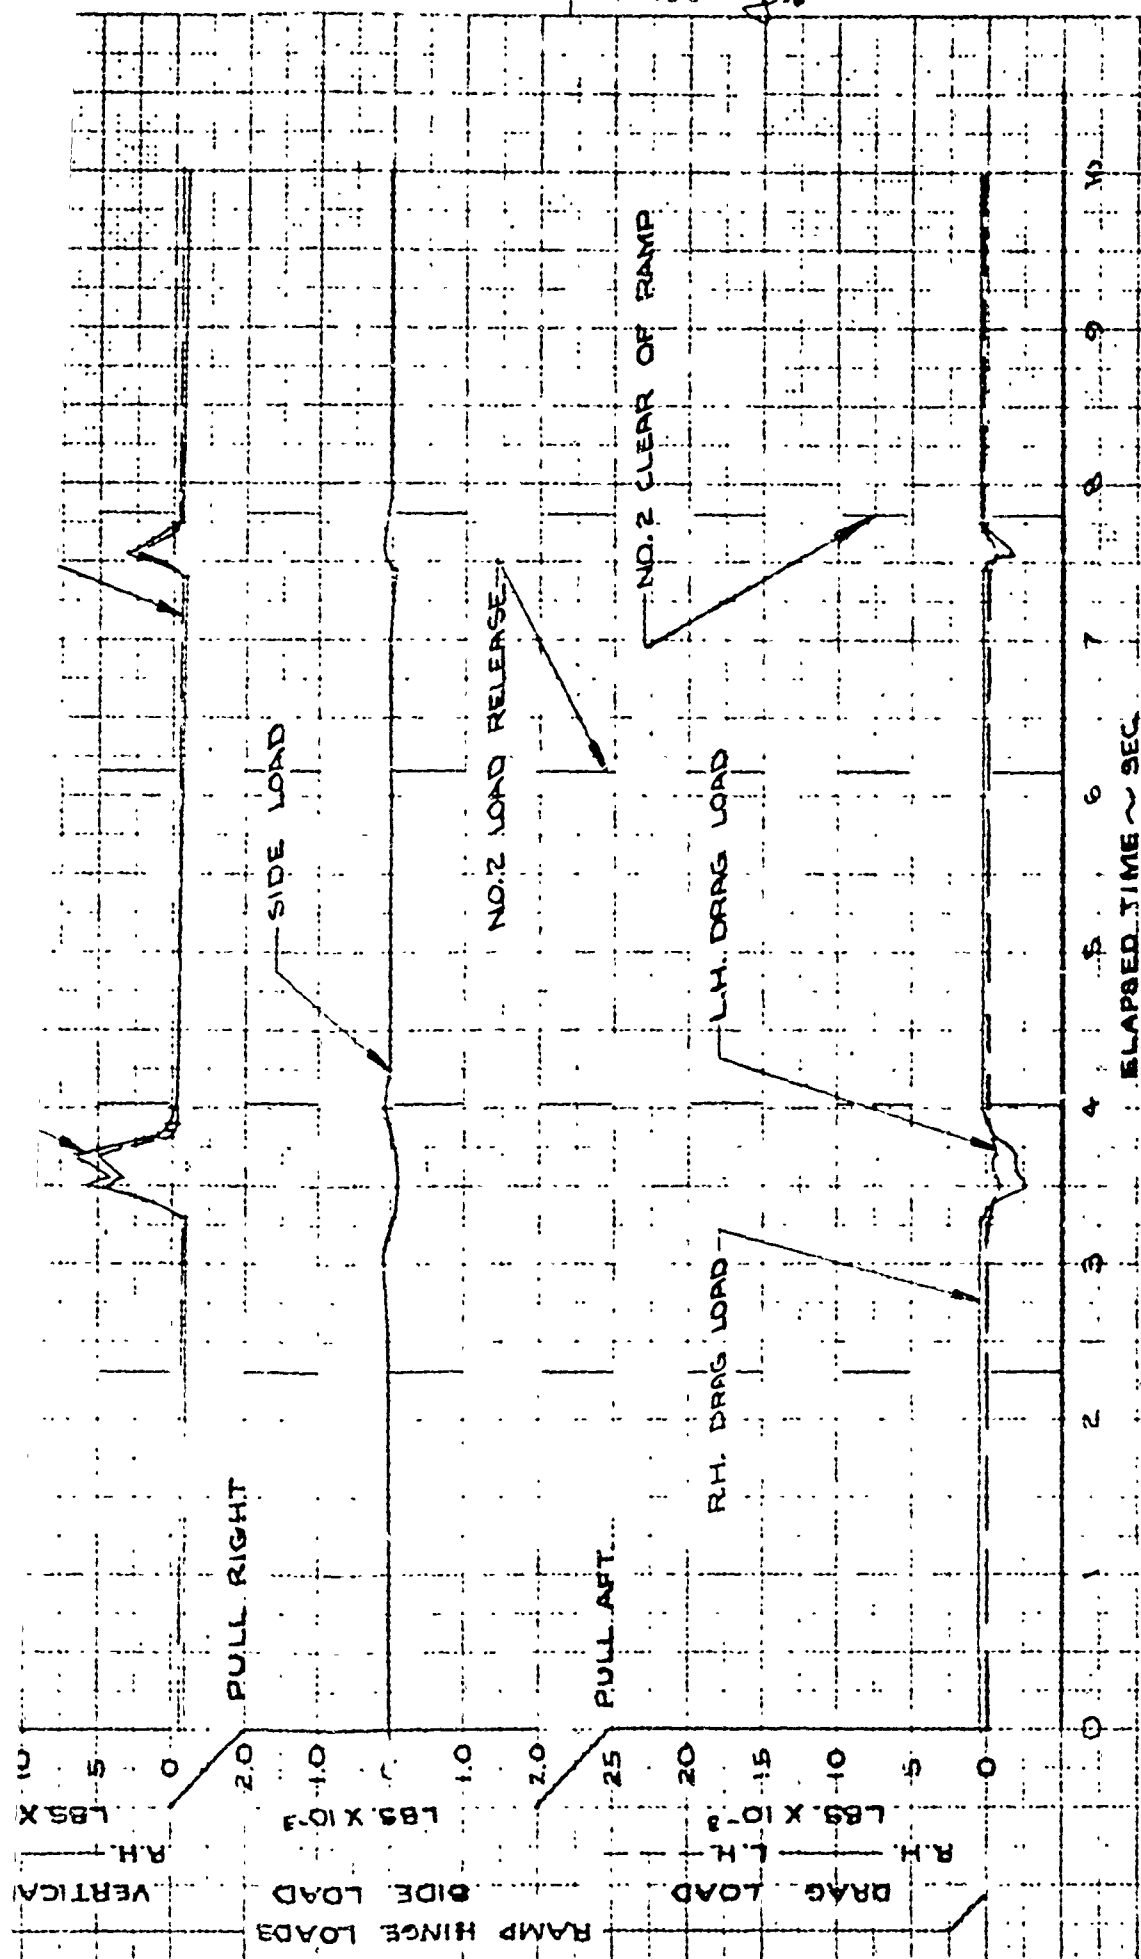 RAMP HINGE LOADS
VERTICA
R.H.
LBS. X
10
5
0
SIDE LOAD
LBS. X 10-3
2.0
1.0
1.0
2.0
PULL RIGHT
SIDE LOAD
DRAG LOAD
R.H. L.H.
LBS. X 10-3
25
20
15
10
5
0
PULL AFT
NO.2 LOAD RELEASE
NO.2 CLEAR OF RAMP
R.H. DRAG LOAD
L.H. DRAG LOAD
0 1 2 3 4 5 6 7 8 9 10
ELAPSED TIME ~ SEC